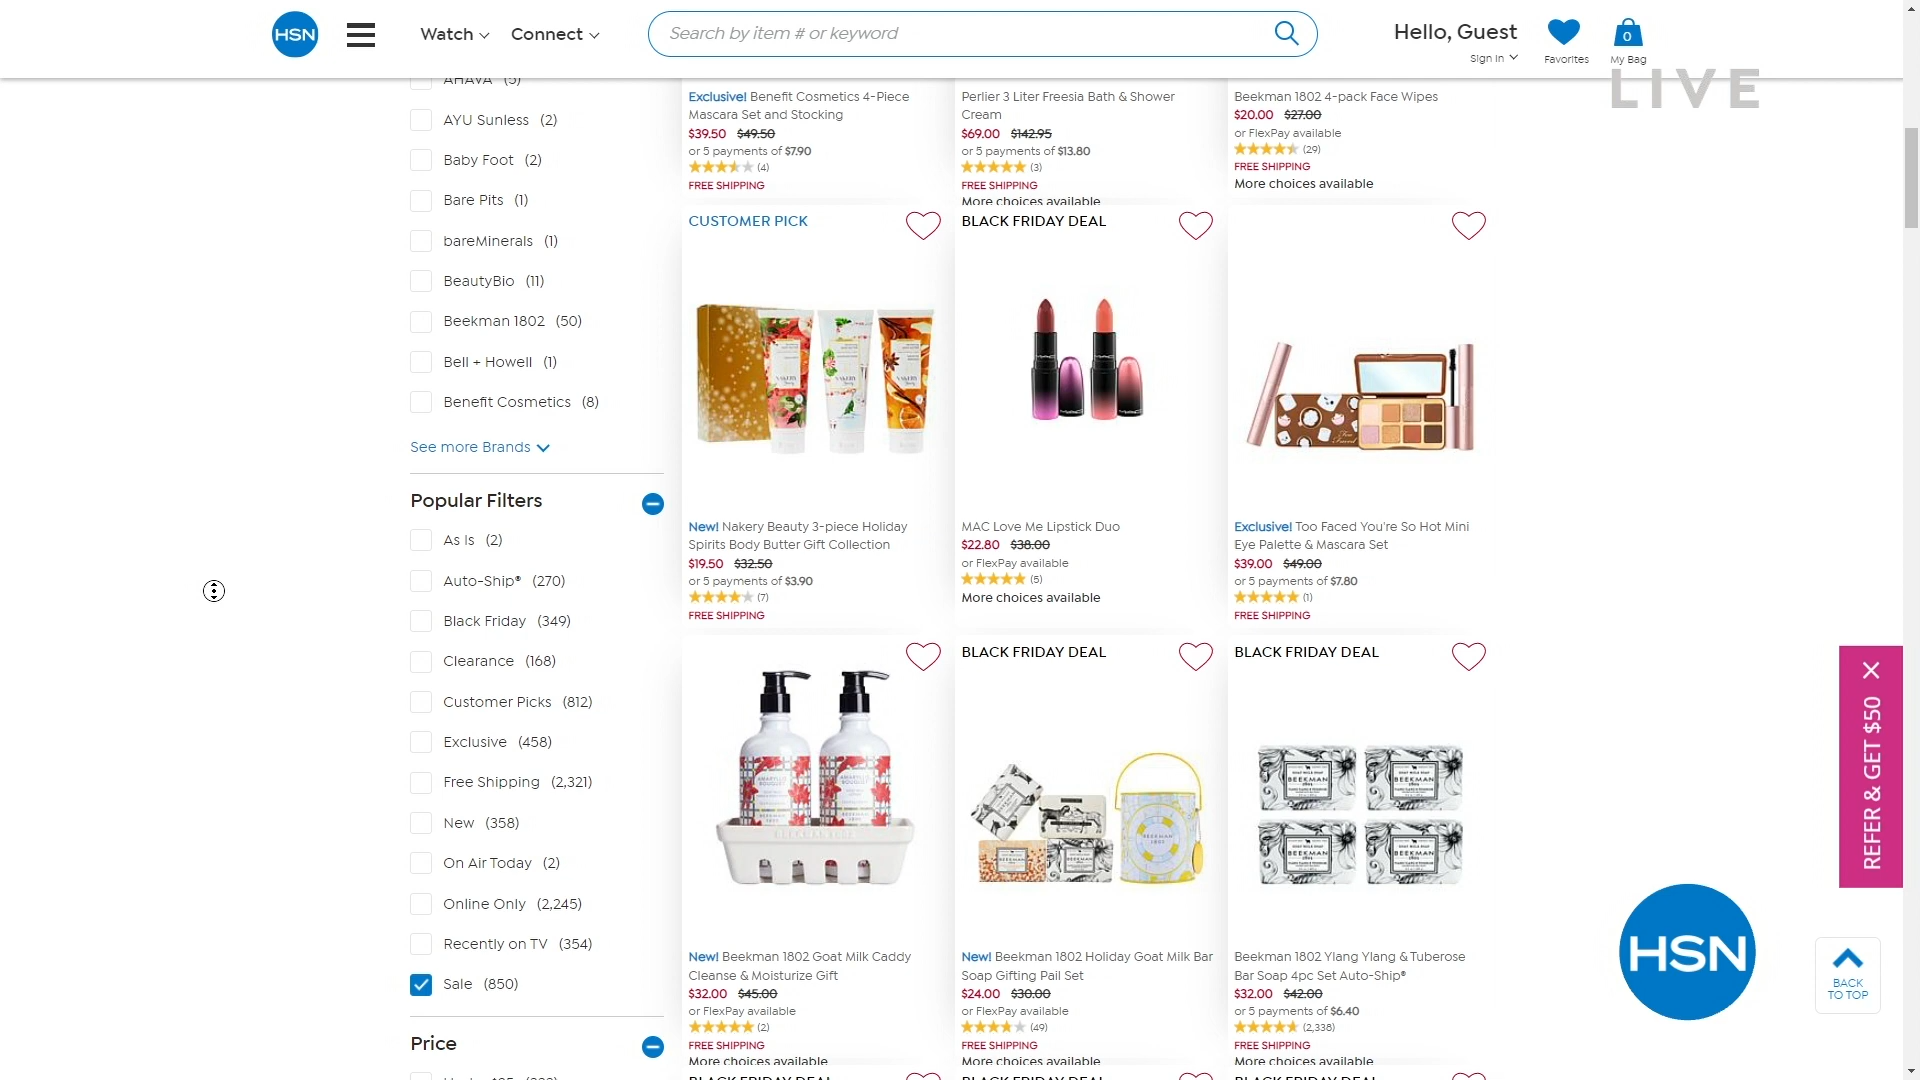 HSN
Watch
Connect
Search by item # or keyword
Hello, Guest
Sign In
Favorites
0
My Bag
LIVE
AHAVA (5)
AYU Sunless (2)
Baby Foot (2)
Bare Pits (1)
bareMinerals (1)
BeautyBio (11)
Beekman 1802 (50)
Bell + Howell (1)
Benefit Cosmetics (8)
See more Brands
Popular Filters
As Is (2)
Auto-Ship® (270)
Black Friday (349)
Clearance (168)
Customer Picks (812)
Exclusive (458)
Free Shipping (2,321)
New (358)
On Air Today (2)
Online Only (2,245)
Recently on TV (354)
Sale (850)
Price
Exclusive! Benefit Cosmetics 4-Piece
Mascara Set and Stocking
$39.50 $49.50
or 5 payments of $7.90
(4)
FREE SHIPPING
Perlier 3 Liter Freesia Bath & Shower
Cream
$69.00 $142.95
or 5 payments of $13.80
(3)
FREE SHIPPING
More choices available
Beekman 1802 4-pack Face Wipes
$20.00 $27.00
or FlexPay available
(29)
FREE SHIPPING
More choices available
CUSTOMER PICK
New! Nakery Beauty 3-piece Holiday
Spirits Body Butter Gift Collection
$19.50 $32.50
or 5 payments of $3.90
(7)
FREE SHIPPING
BLACK FRIDAY DEAL
MAC Love Me Lipstick Duo
$22.80 $38.00
or FlexPay available
(5)
More choices available
Exclusive! Too Faced You're So Hot Mini
Eye Palette & Mascara Set
$39.00 $49.00
or 5 payments of $7.80
(1)
FREE SHIPPING
New! Beekman 1802 Goat Milk Caddy
Cleanse & Moisturize Gift
$32.00 $45.00
or FlexPay available
(2)
FREE SHIPPING
More choices available
BLACK FRIDAY DEAL
New! Beekman 1802 Holiday Goat Milk Bar
Soap Gifting Pail Set
$24.00 $30.00
or FlexPay available
(49)
FREE SHIPPING
More choices available
BLACK FRIDAY DEAL
BEEKMAN
BEEKMAN
BEEKMAN
BEEKMAN
Beekman 1802 Ylang Ylang & Tuberose
Bar Soap 4pc Set Auto-Ship®
$32.00 $42.00
or 5 payments of $6.40
(2,338)
FREE SHIPPING
More choices available
BLACK FRIDAY DEAL
BLACK FRIDAY DEAL
BLACK FRIDAY DEAL
REFER & GET $50
HSN
BACK
TO TOP